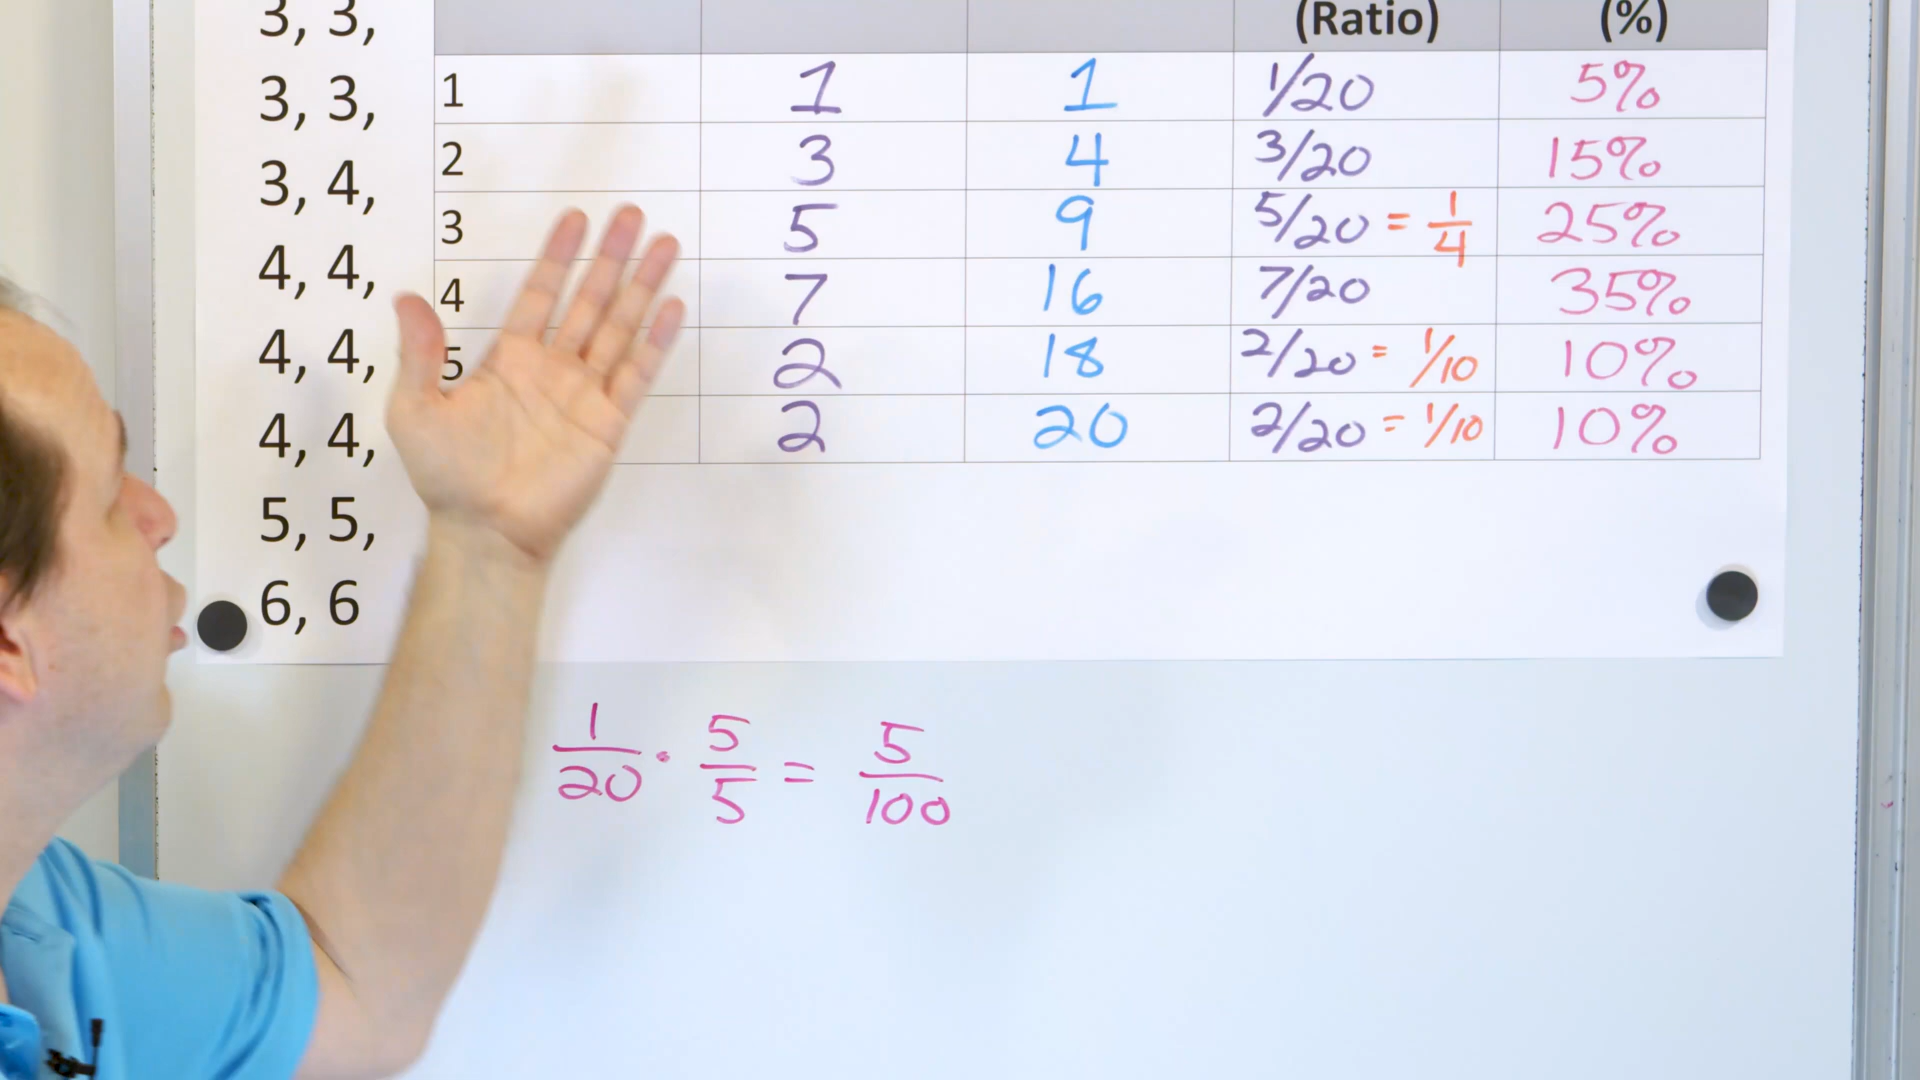 3, 3,
3, 3,
3, 4,
4, 4,
4, 4,
4, 4,
5, 5,
6, 6
(Ratio) (%)
1 1 1 1/20 5%
2 3 4 3/20 15%
3 5 9 5/20 = 1/4 25%
4 7 16 7/20 35%
5 2 18 2/20 = 1/10 10%
2 20 2/20 = 1/10 10%
1/20 · 5/5 = 5/100